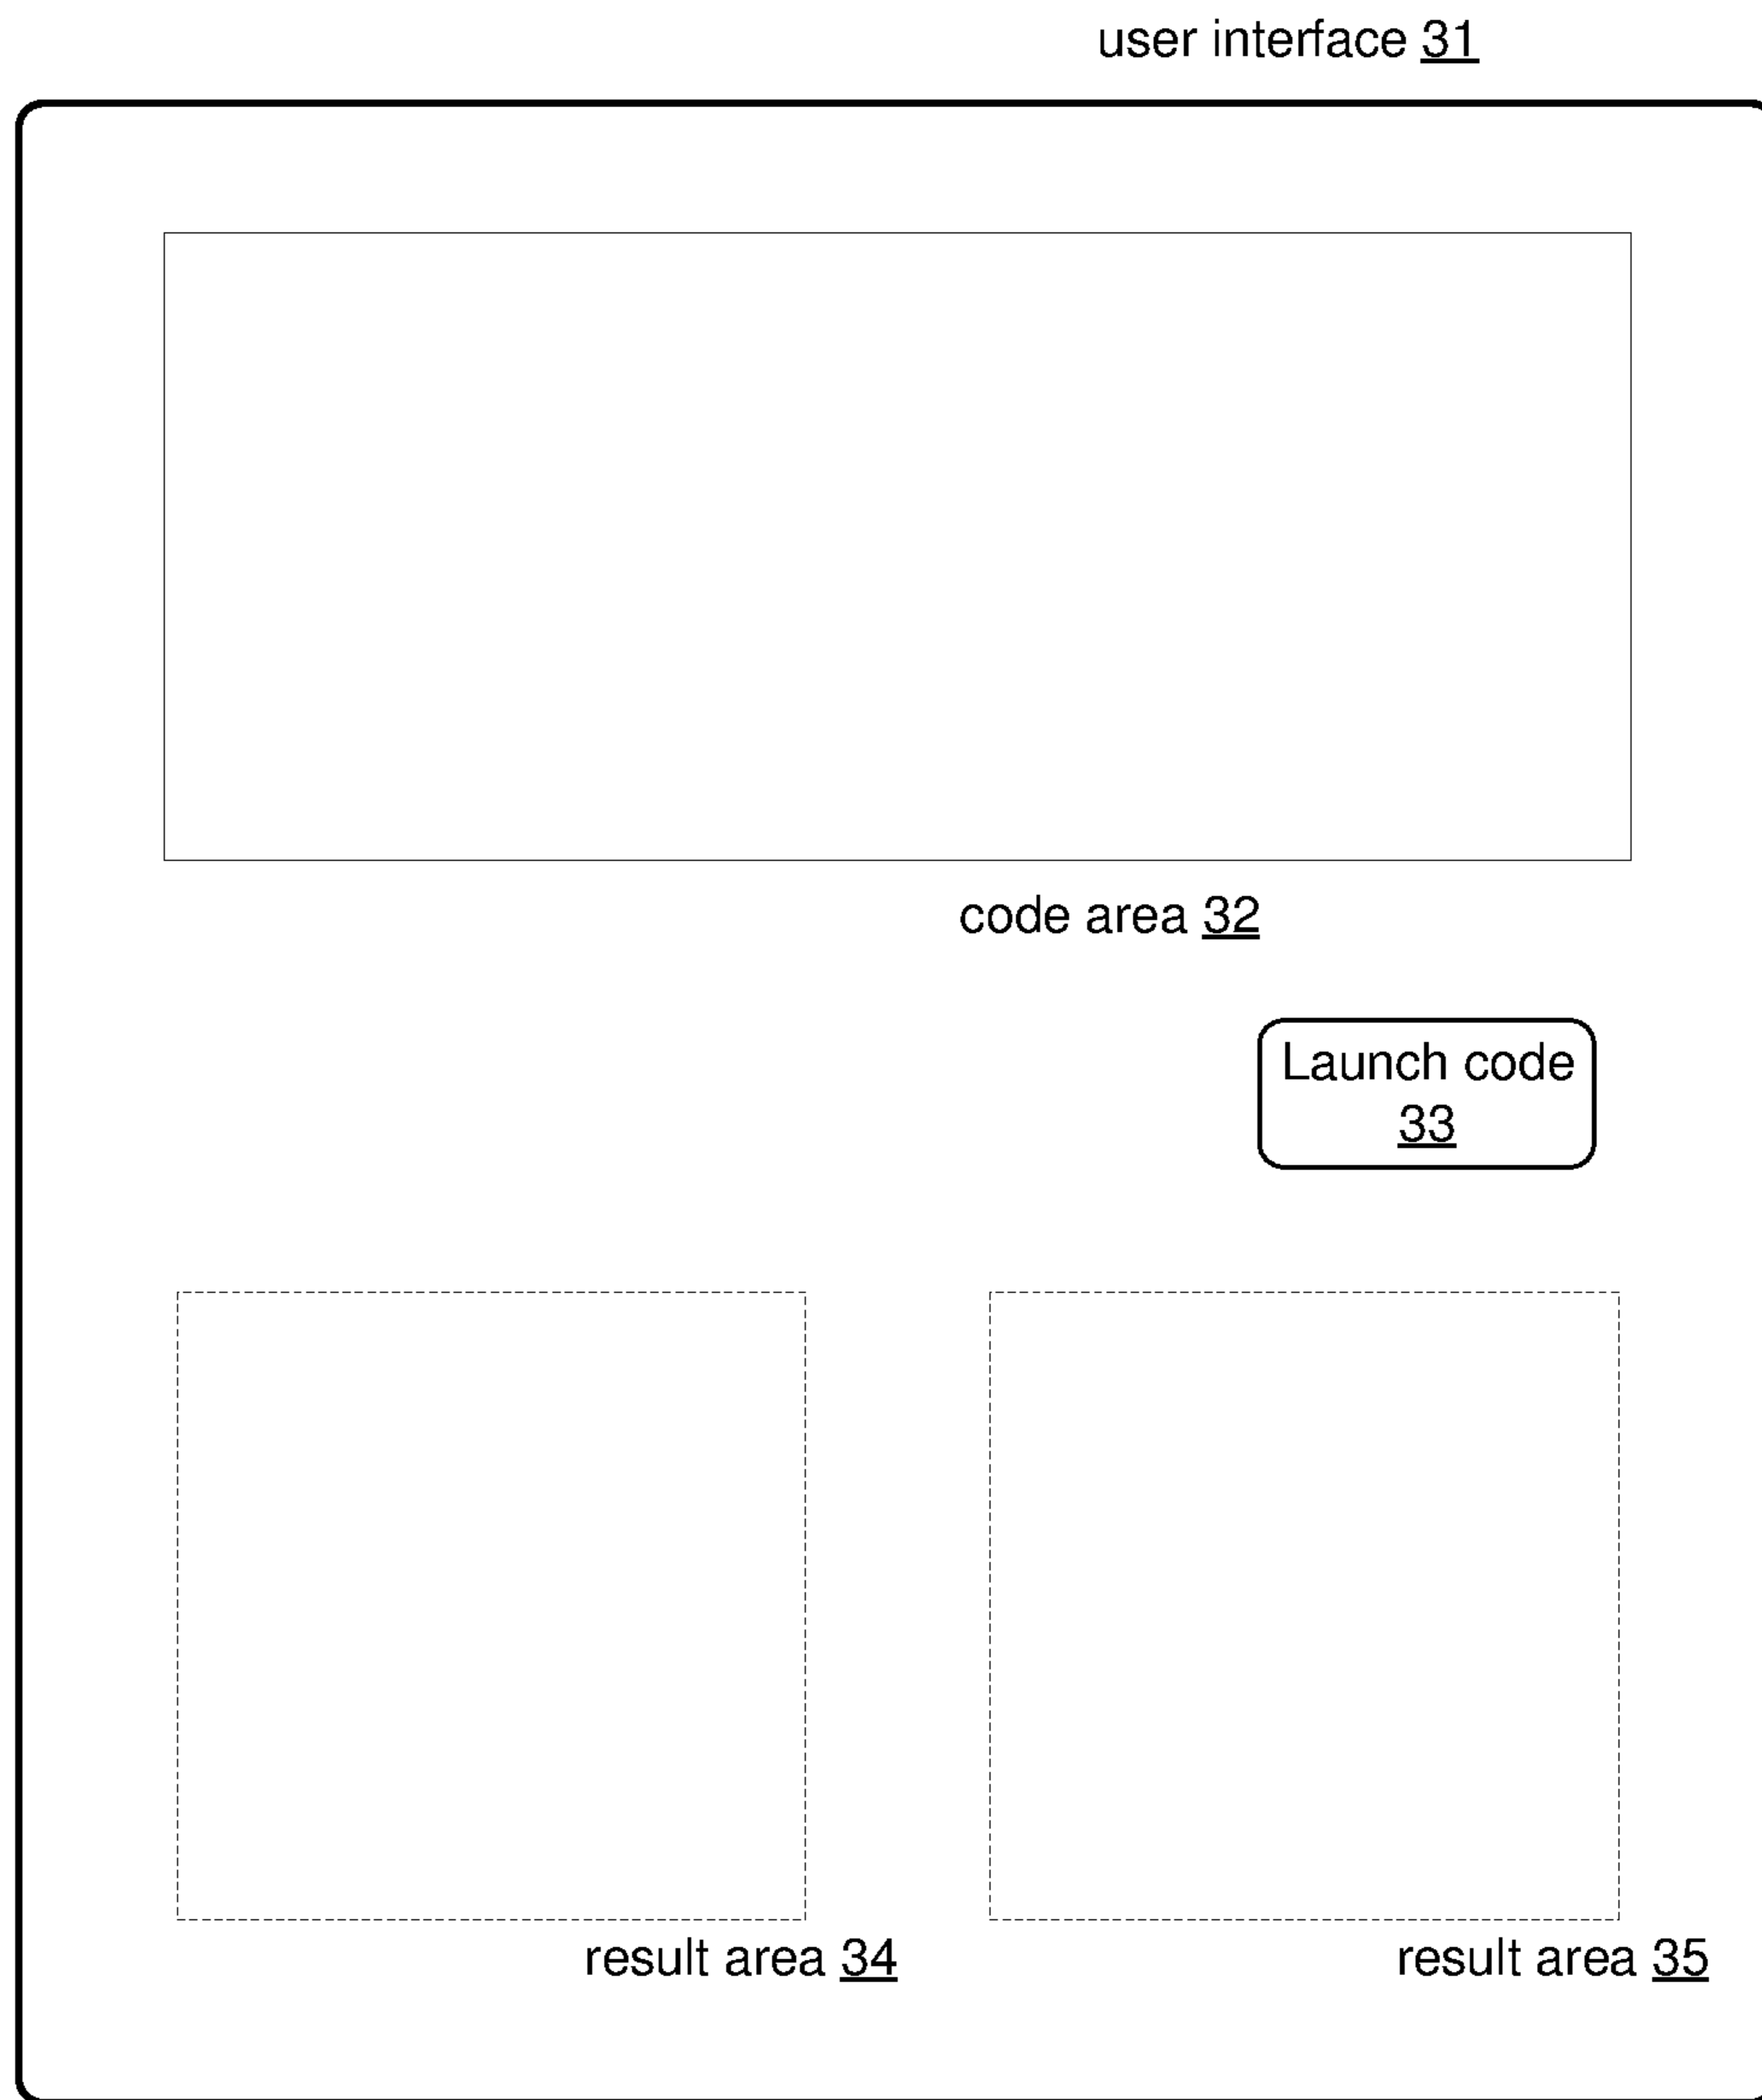 user interface 31
code area 32
Launch code
33
result area 34
result area 35